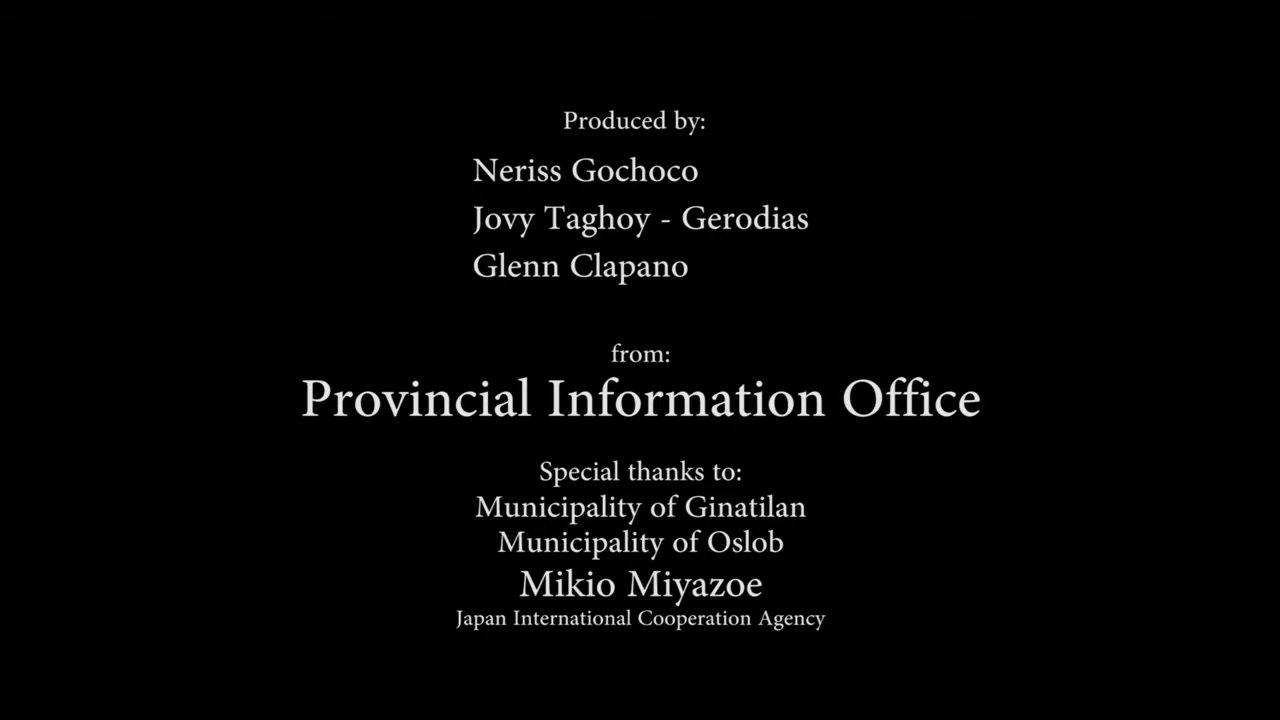 Produced by:
Neriss Gochoco
Jovy Taghoy - Gerodias
Glenn Clapano
from:
Provincial Information Office
Special thanks to:
Municipality of Ginatilan
Municipality of Oslob
Mikio Miyazoe
Japan International Cooperation Agency